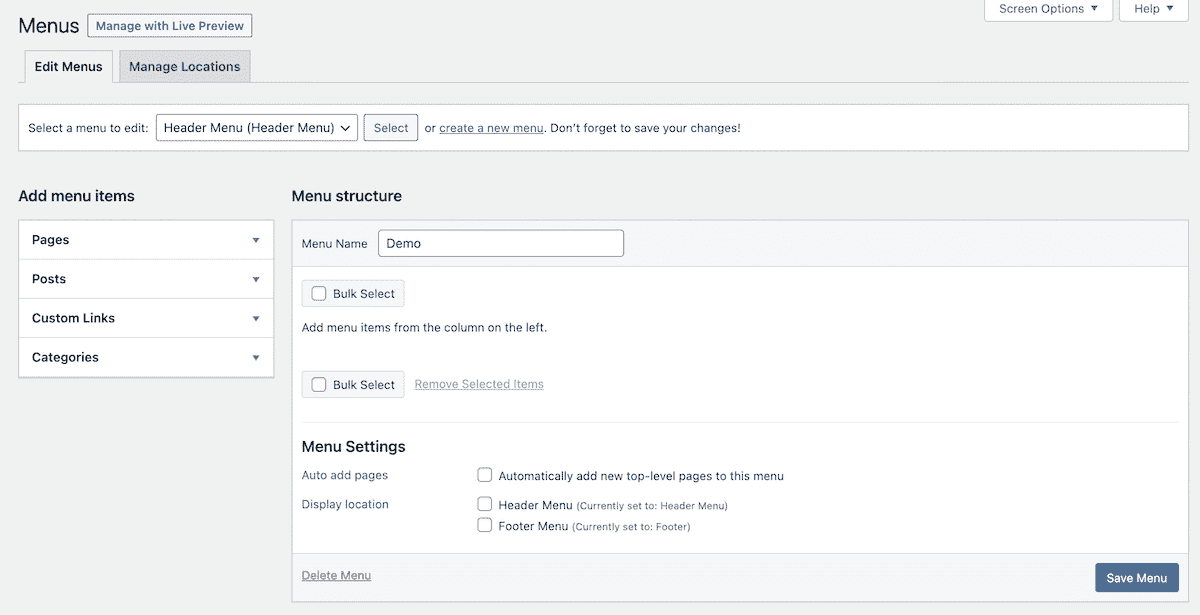 Screen Options ▼ Help ▼
Menus Manage with Live Preview
Edit Menus Manage Locations
Select a menu to edit: Header Menu (Header Menu) Select or create a new menu. Don't forget to save your changes!
Add menu items
Pages
Posts
Custom Links
Categories
Menu structure
Menu Name Demo
Bulk Select
Add menu items from the column on the left.
Bulk Select Remove Selected Items
Menu Settings
Auto add pages Automatically add new top-level pages to this menu
Display location Header Menu (Currently set to: Header Menu)
Footer Menu (Currently set to: Footer)
Delete Menu Save Menu